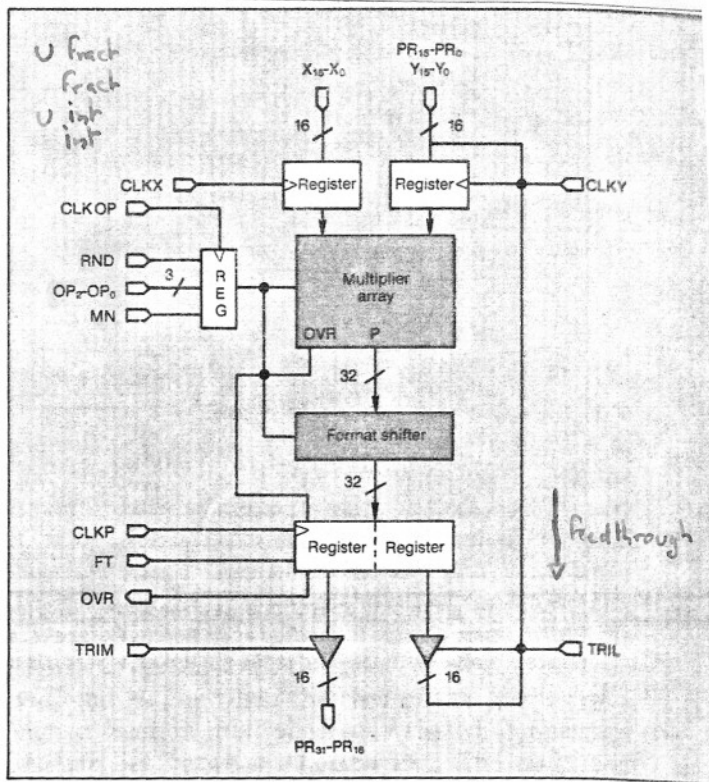 U fract
fract
U int
int
PR₁₅-PR₀
X₁₅-X₀
Y₁₅-Y₀
16
16
CLKX
Register
Register
CLKY
CLKOP
RND
3
OP₂-OP₀
MN
REG
Multiplier
array
OVR P
32
Format shifter
32
CLKP
Register Register
feedthrough
FT
OVR
TRIM
TRIL
16
16
PR₃₁-PR₁₆